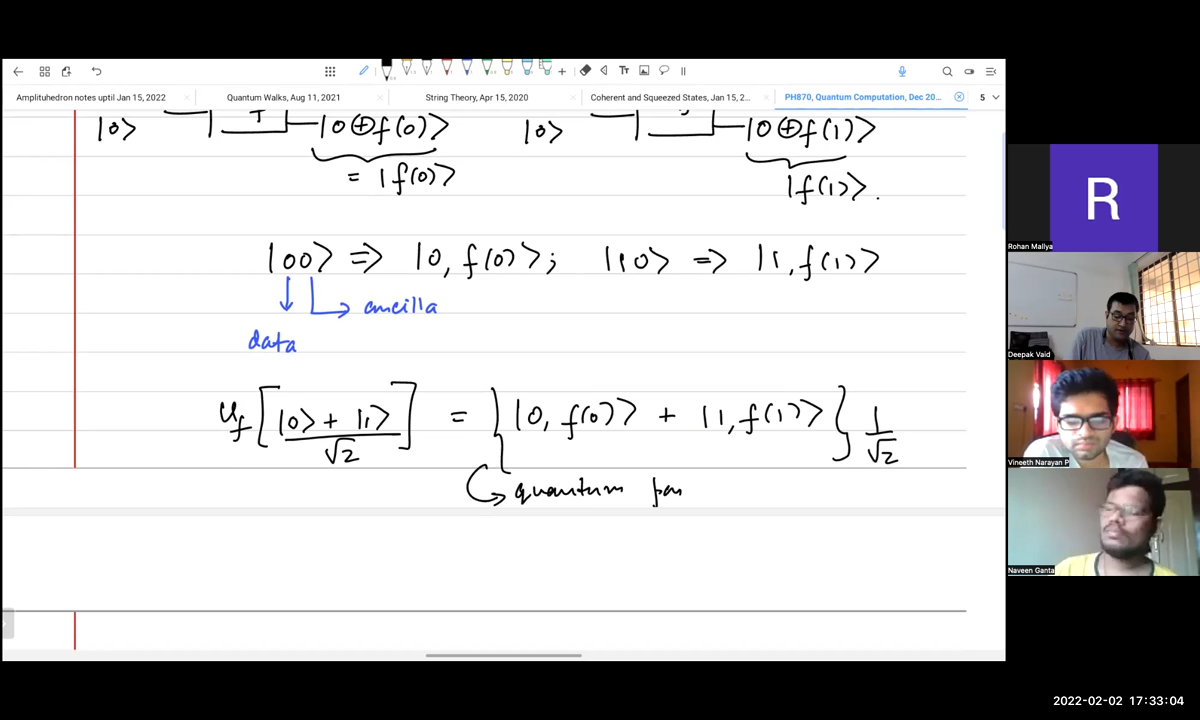 Amplituhedron notes uptil Jan 15, 2022 Quantum Walks, Aug 11, 2021 String Theory, Apr 15, 2020 Coherent and Squeezed States, Jan 15, 2... PH870, Quantum Computation, Dec 20... 5
|0⟩ |0⊕f(0)⟩ |0⟩ |0⊕f(1)⟩
= |f(0)⟩ |f(1)⟩.
|00⟩ ⇒ |0, f(0)⟩; |10⟩ ⇒ |1, f(1)⟩
→ ancilla
data
U_f [ (|0⟩ + |1⟩)/√2 ] = { |0, f(0)⟩ + |1, f(1)⟩ } 1/√2
quantum par
R
Rohan Mallya
Deepak Vaid
Vineeth Narayan P
Naveen Ganta
2022-02-02 17:33:04